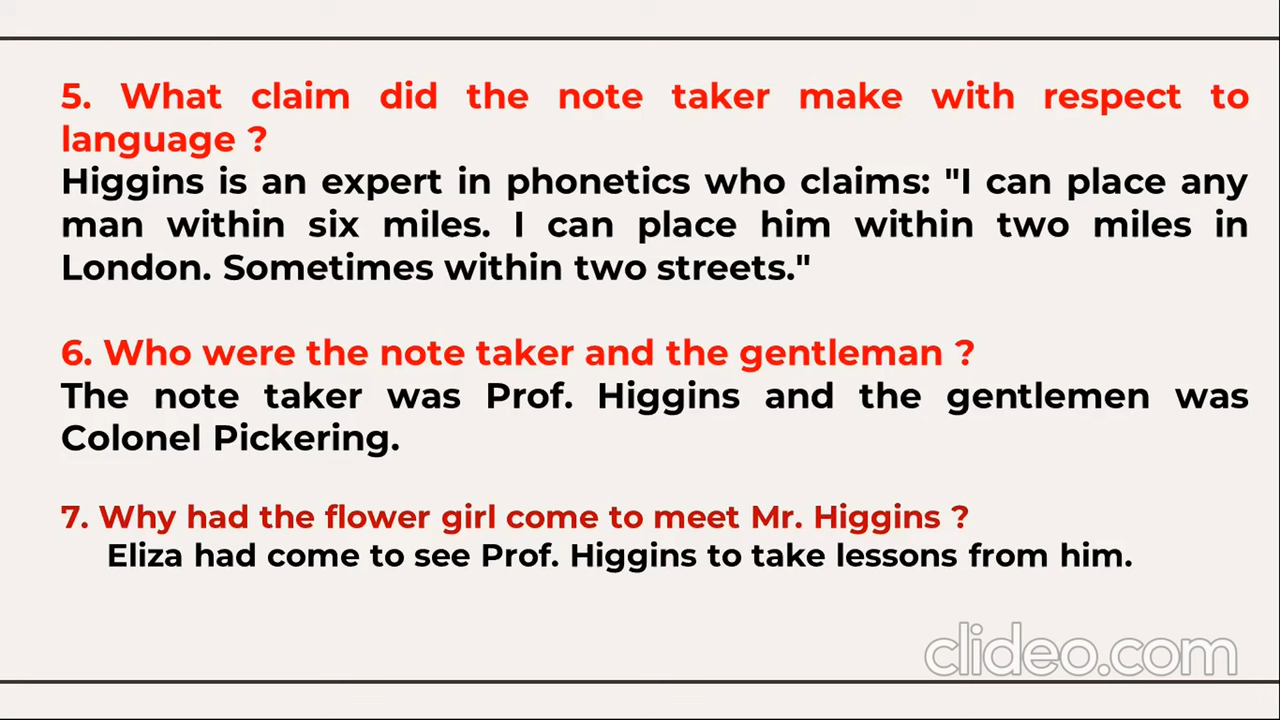 5. What claim did the note taker make with respect to
language ?
Higgins is an expert in phonetics who claims: "I can place any
man within six miles. I can place him within two miles in
London. Sometimes within two streets."
6. Who were the note taker and the gentleman ?
The note taker was Prof. Higgins and the gentlemen was
Colonel Pickering.
7. Why had the flower girl come to meet Mr. Higgins ?
Eliza had come to see Prof. Higgins to take lessons from him.
clideo.com